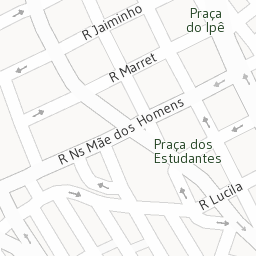 Praça
do Ipê
R Jaiminho
R Marret
R Ns Mãe dos Homens
Praça dos
Estudantes
R Lucila